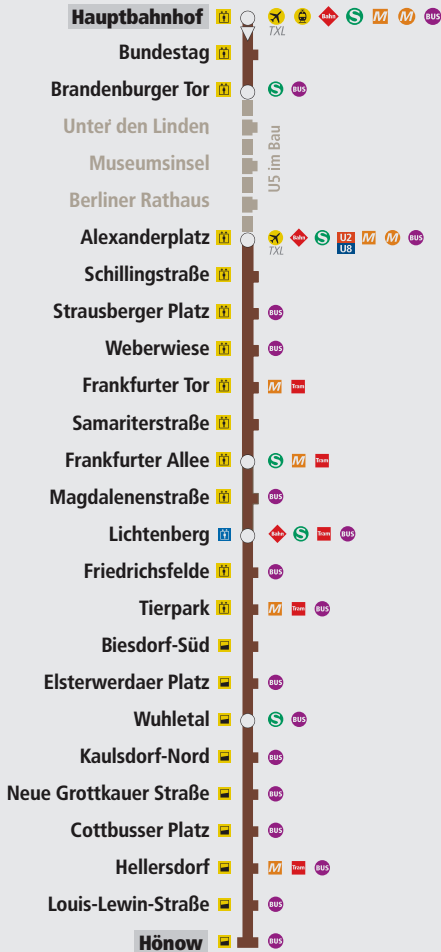 Hauptbahnhof Bahn S M M BUS
TXL
Bundestag
Brandenburger Tor S BUS
Unter den Linden
Museumsinsel
Berliner Rathaus
U5 im Bau
Alexanderplatz Bahn S U2 M M BUS
TXL U8
Schillingstraße
Strausberger Platz BUS
Weberwiese BUS
Frankfurter Tor M Tram
Samariterstraße
Frankfurter Allee S M Tram
Magdalenenstraße BUS
Lichtenberg Bahn S Tram BUS
Friedrichsfelde BUS
Tierpark M Tram BUS
Biesdorf-Süd
Elsterwerdaer Platz BUS
Wuhletal S BUS
Kaulsdorf-Nord BUS
Neue Grottkauer Straße BUS
Cottbusser Platz BUS
Hellersdorf M Tram BUS
Louis-Lewin-Straße BUS
Hönow BUS